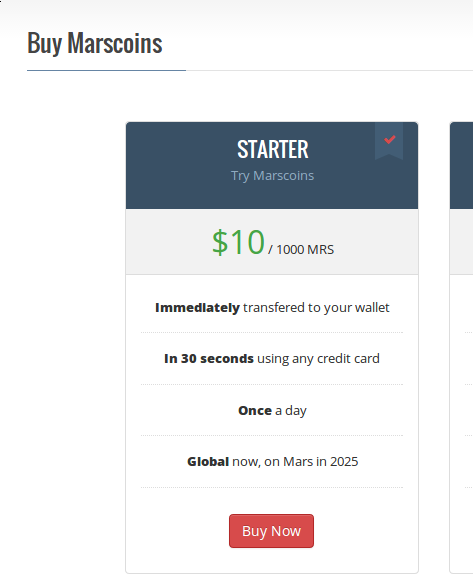 Buy Marscoins
STARTER
Try Marscoins
$10 / 1000 MRS
Immediately transfered to your wallet
In 30 seconds using any credit card
Once a day
Global now, on Mars in 2025
Buy Now